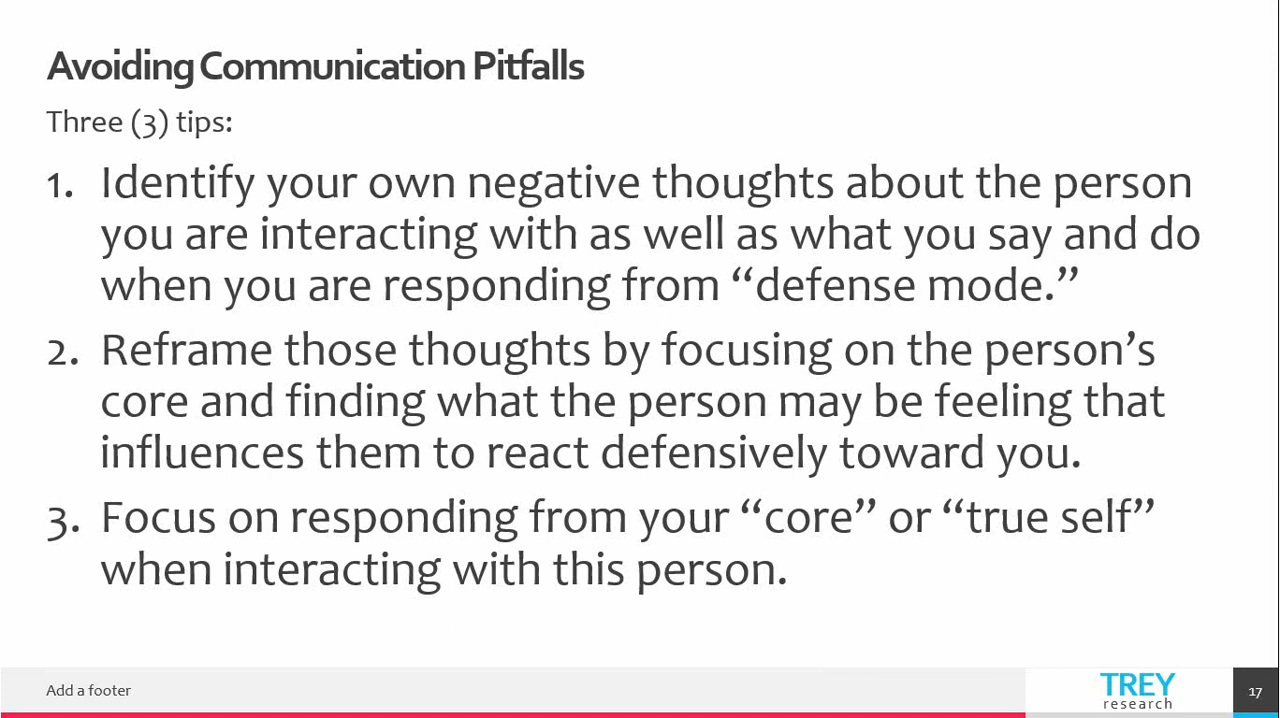 Avoiding Communication Pitfalls
Three (3) tips:
1. Identify your own negative thoughts about the person
you are interacting with as well as what you say and do
when you are responding from “defense mode.”
2. Reframe those thoughts by focusing on the person’s
core and finding what the person may be feeling that
influences them to react defensively toward you.
3. Focus on responding from your “core” or “true self”
when interacting with this person.
Add a footer
TREY
research
17